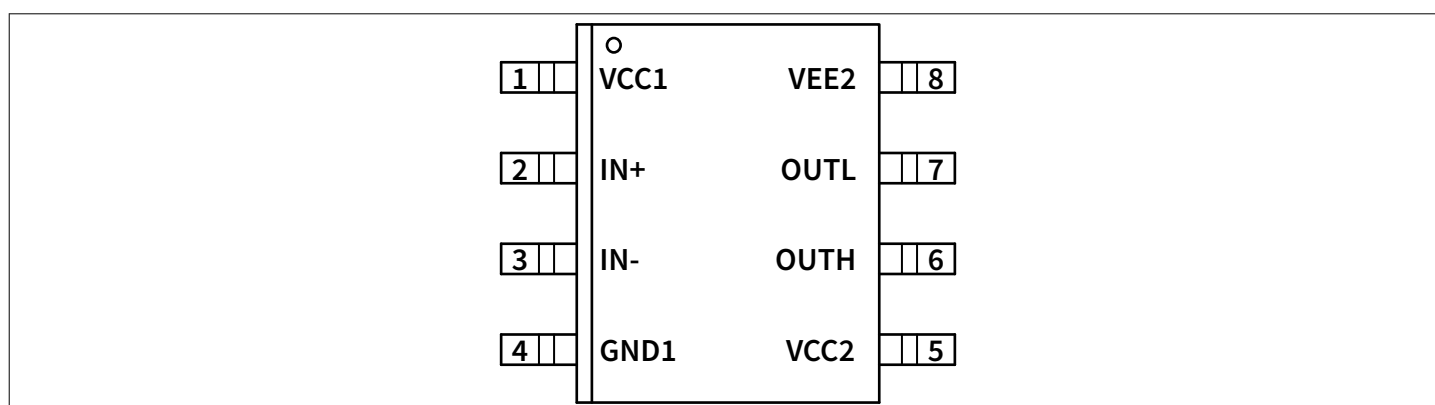 1 VCC1 VEE2 8
2 IN+ OUTL 7
3 IN- OUTH 6
4 GND1 VCC2 5